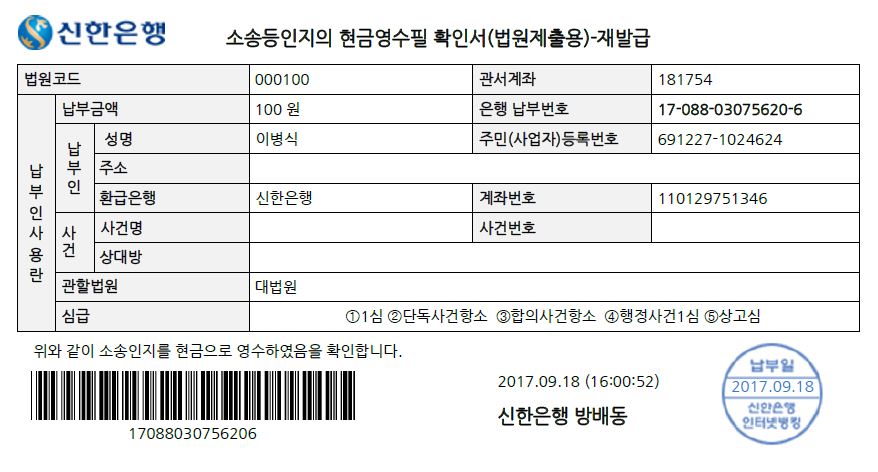 신한은행
소송등인지의 현금영수필 확인서(법원제출용)-재발급
법원코드 000100 관서계좌 181754
납부인사용란
납부금액 100 원 은행 납부번호 17-088-03075620-6
납부인
성명 이병식 주민(사업자)등록번호 691227-1024624
주소
환급은행 신한은행 계좌번호 110129751346
사건
사건명 사건번호
상대방
관할법원 대법원
심급 ①1심 ②단독사건항소 ③합의사건항소 ④행정사건1심 ⑤상고심
위와 같이 소송인지를 현금으로 영수하였음을 확인합니다.
17088030756206
2017.09.18 (16:00:52)
신한은행 방배동
납부일
2017.09.18
신한은행
인터넷뱅킹